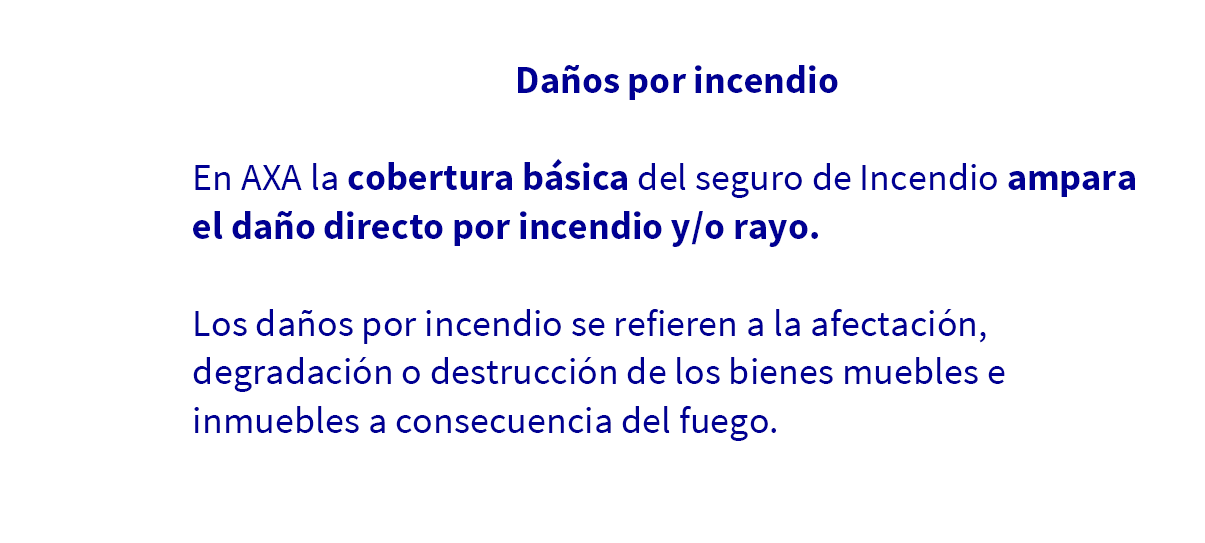 Daños por incendio
En AXA la cobertura básica del seguro de Incendio ampara
el daño directo por incendio y/o rayo.
Los daños por incendio se refieren a la afectación,
degradación o destrucción de los bienes muebles e
inmuebles a consecuencia del fuego.